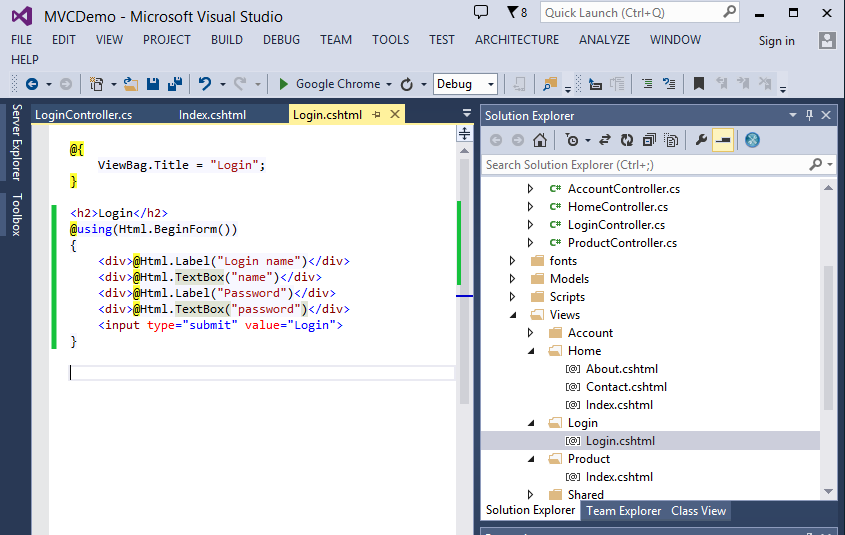 MVCDemo - Microsoft Visual Studio
8
Quick Launch (Ctrl+Q)
FILE EDIT VIEW PROJECT BUILD DEBUG TEAM TOOLS TEST ARCHITECTURE ANALYZE WINDOW Sign in
HELP
Google Chrome Debug
Server Explorer
Toolbox
LoginController.cs Index.cshtml Login.cshtml
@{
ViewBag.Title = "Login";
}
<h2>Login</h2>
@using(Html.BeginForm())
{
<div>@Html.Label("Login name")</div>
<div>@Html.TextBox("name")</div>
<div>@Html.Label("Password")</div>
<div>@Html.TextBox("password")</div>
<input type="submit" value="Login">
}
Solution Explorer
Search Solution Explorer (Ctrl+;)
C# AccountController.cs
C# HomeController.cs
C# LoginController.cs
C# ProductController.cs
fonts
Models
Scripts
Views
Account
Home
[@] About.cshtml
[@] Contact.cshtml
[@] Index.cshtml
Login
[@] Login.cshtml
Product
[@] Index.cshtml
Shared
Solution Explorer Team Explorer Class View